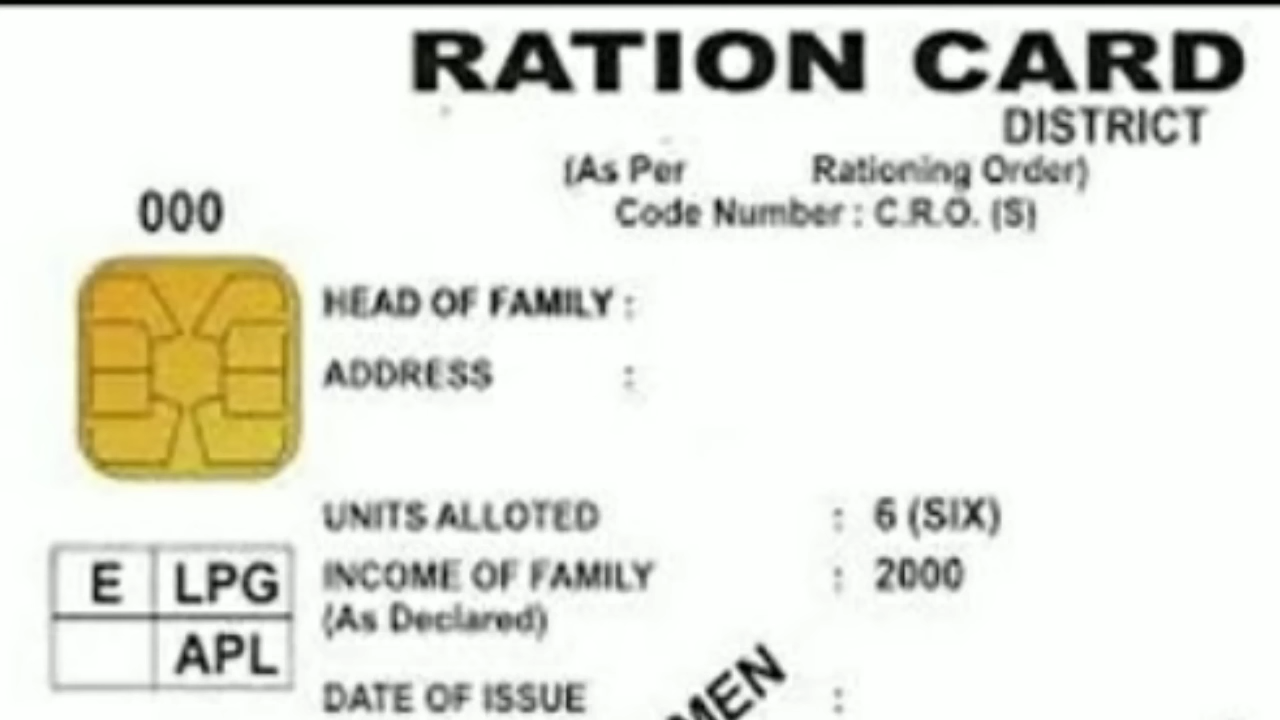 RATION CARD
DISTRICT
(As Per Rationing Order)
Code Number : C.R.O. (S)
000
HEAD OF FAMILY :
ADDRESS :
UNITS ALLOTED : 6 (SIX)
INCOME OF FAMILY : 2000
(As Declared)
E LPG
APL
DATE OF ISSUE :
MEN